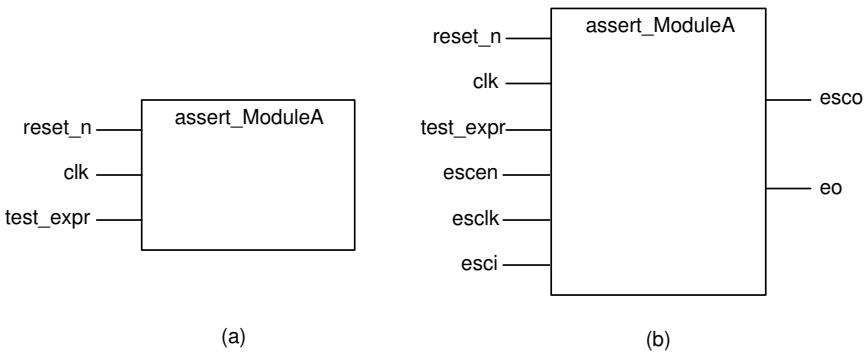 assert_ModuleA
reset_n
clk
test_expr
(a)
assert_ModuleA
reset_n
clk
test_expr
escen
esclk
esci
esco
eo
(b)